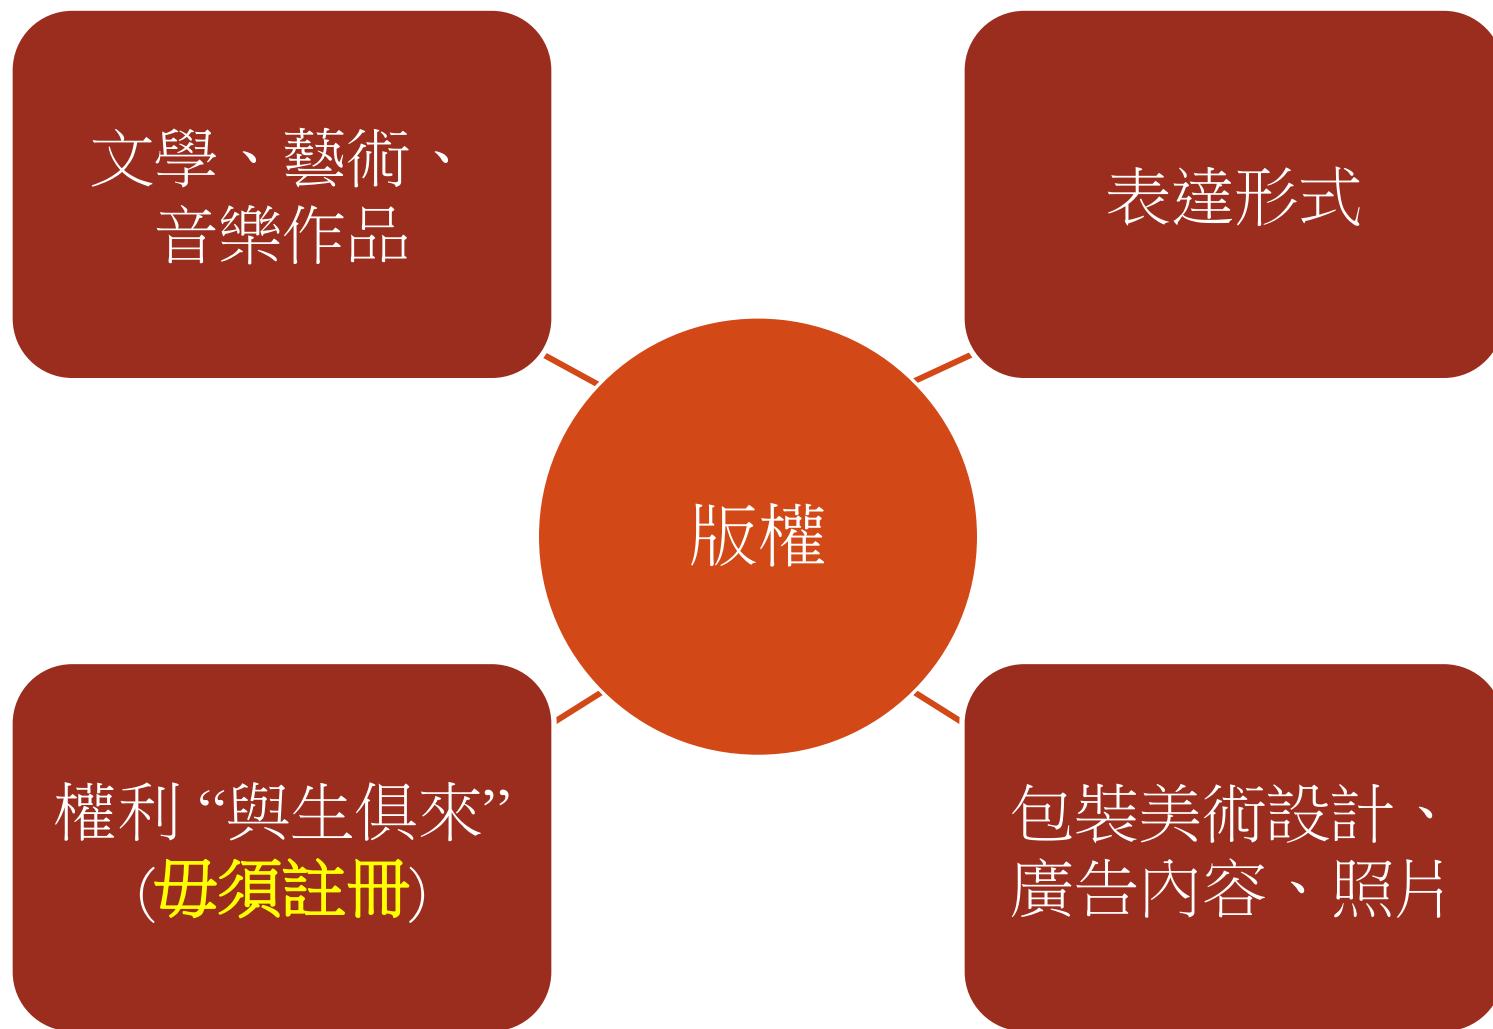 文學、藝術、
音樂作品
表達形式
版權
權利 “與生俱來”
(毋須註冊)
包裝美術設計、
廣告內容、照片